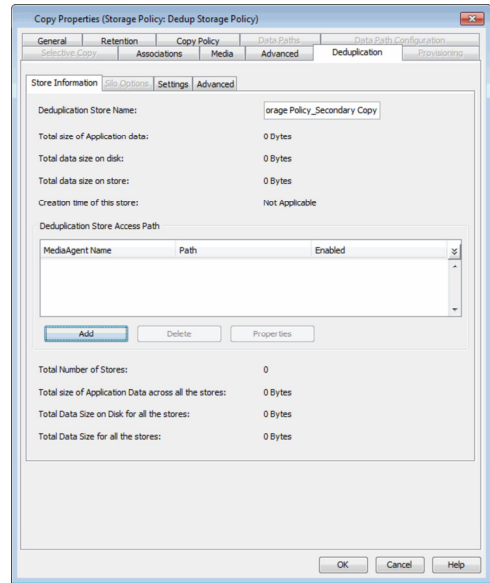 Copy Properties (Storage Policy: Dedup Storage Policy)
General Retention Copy Policy Data Paths Data Path Configuration
Selective Copy Associations Media Advanced Deduplication Provisioning
Store Information Silo Options Settings Advanced
Deduplication Store Name: orage Policy_Secondary Copy
Total size of Application data: 0 Bytes
Total data size on disk: 0 Bytes
Total data size on store: 0 Bytes
Creation time of this store: Not Applicable
Deduplication Store Access Path
MediaAgent Name Path Enabled
Add Delete Properties
Total Number of Stores: 0
Total size of Application Data across all the stores: 0 Bytes
Total Data Size on Disk for all the stores: 0 Bytes
Total Data Size for all the stores: 0 Bytes
OK Cancel Help